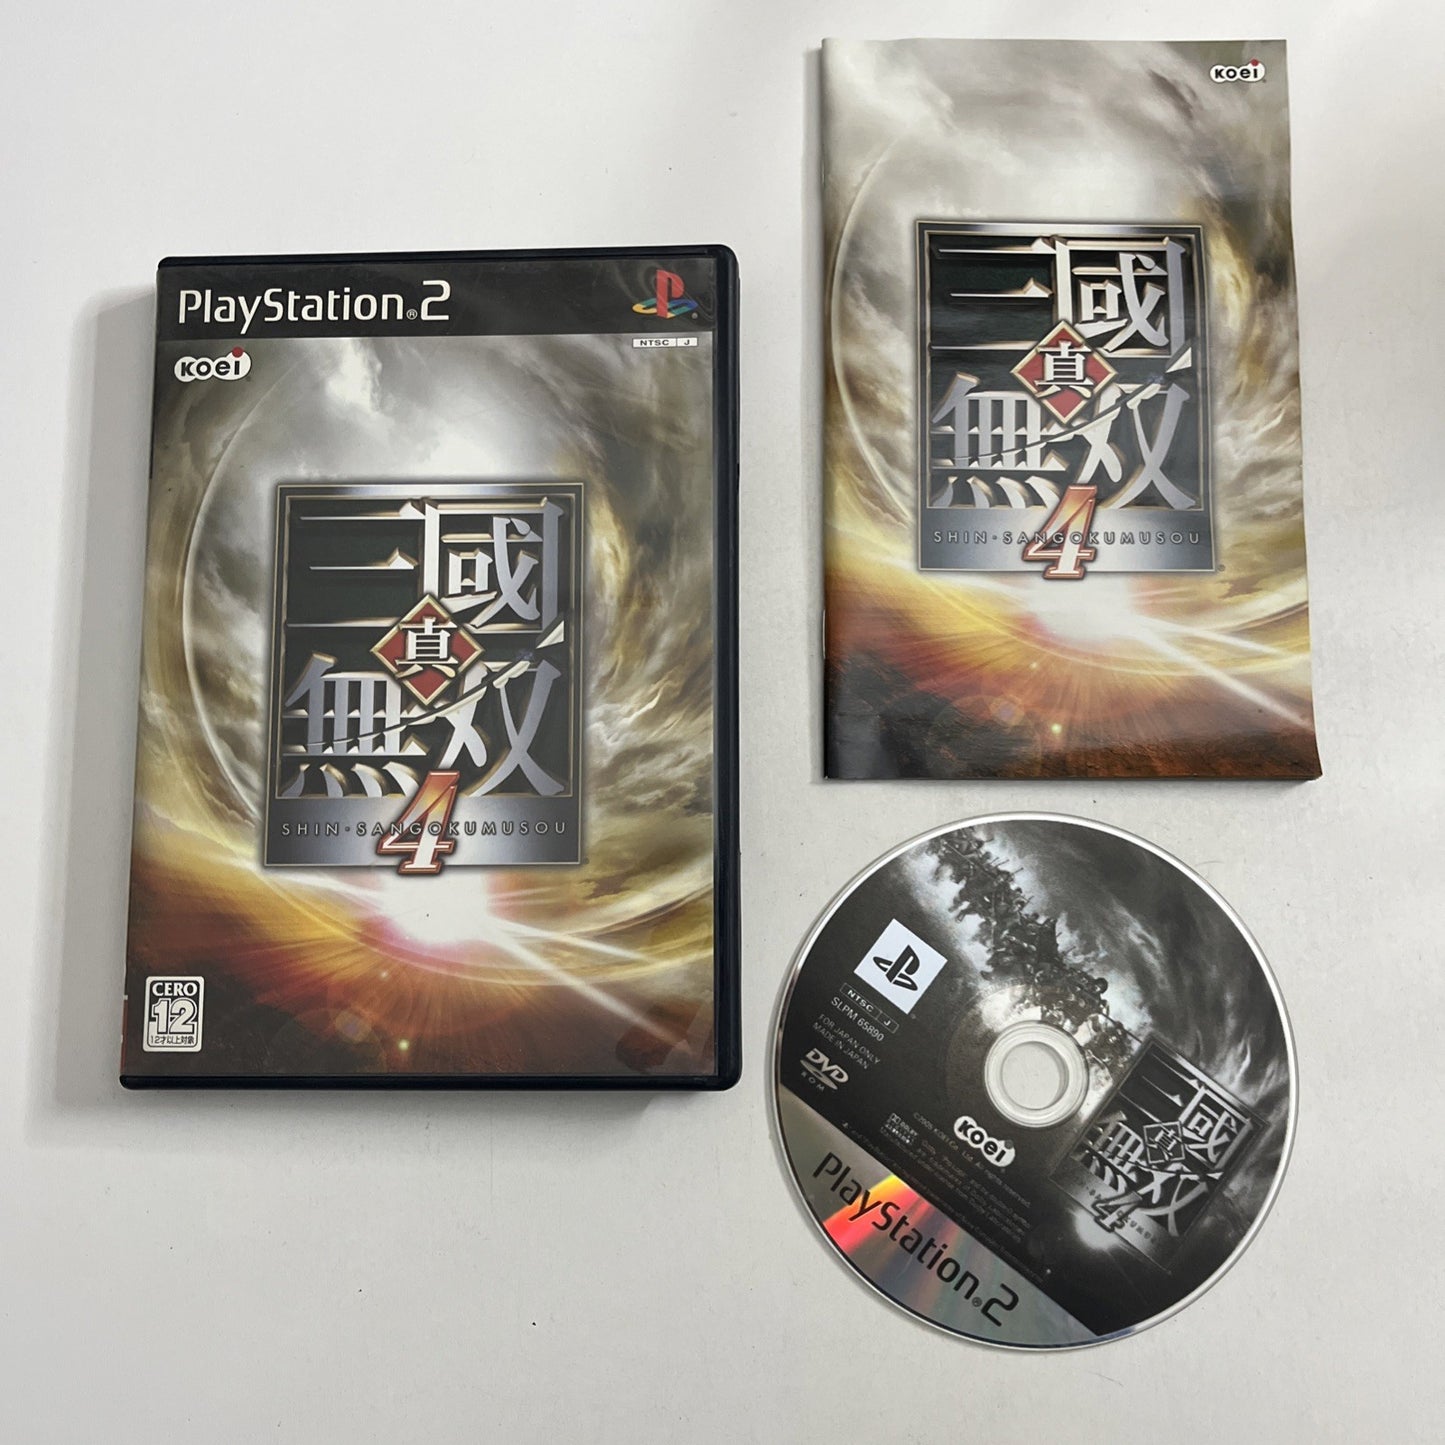 PlayStation®2
NTSC J
KOEI
三國
真
無双
4
SHIN・SANGOKUMUSOU
CERO
12
12才以上対象
KOEI
三國
真
無双
4
SHIN・SANGOKUMUSOU
NTSC J
SLPM 65890
FOR JAPAN ONLY
MADE IN JAPAN
DVD
ROM
KOEI
三國
真
無双
4
PlayStation®2